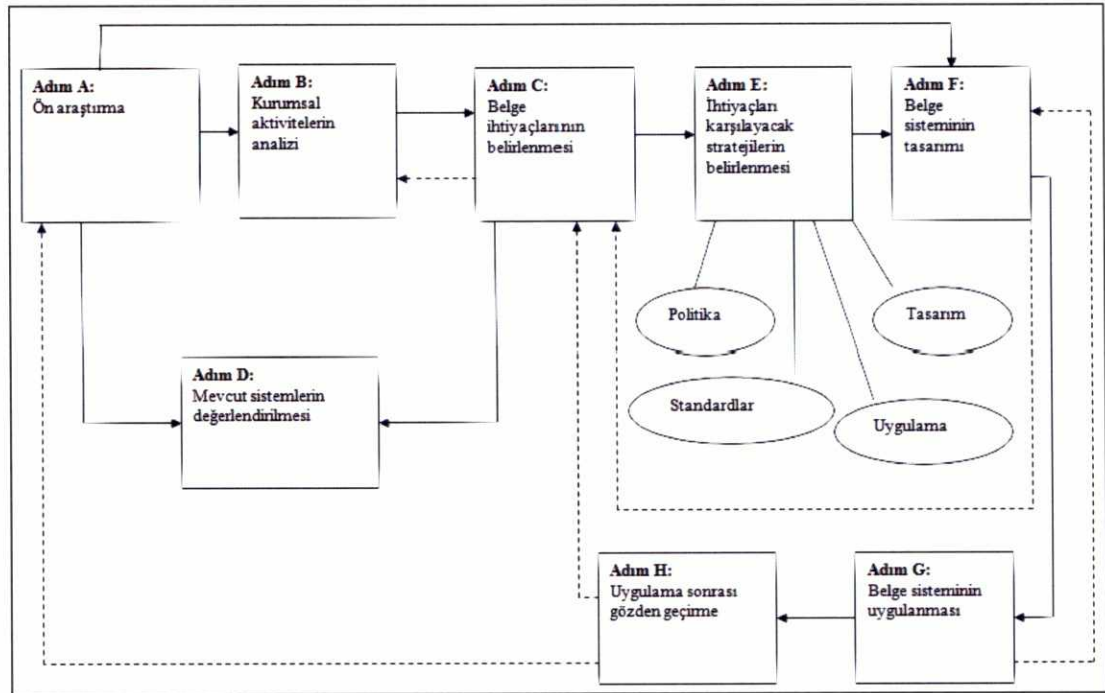 Adım A:
Ön araştırma
Adım B:
Kurumsal
aktivitelerin
analizi
Adım C:
Belge
ihtiyaçlarının
belirlenmesi
Adım E:
İhtiyaçları
karşılayacak
stratejilerin
belirlenmesi
Adım F:
Belge
sisteminin
tasarımı
Politika
Tasarım
Standardlar
Uygulama
Adım D:
Mevcut sistemlerin
değerlendirilmesi
Adım H:
Uygulama sonrası
gözden geçirme
Adım G:
Belge sisteminin
uygulanması